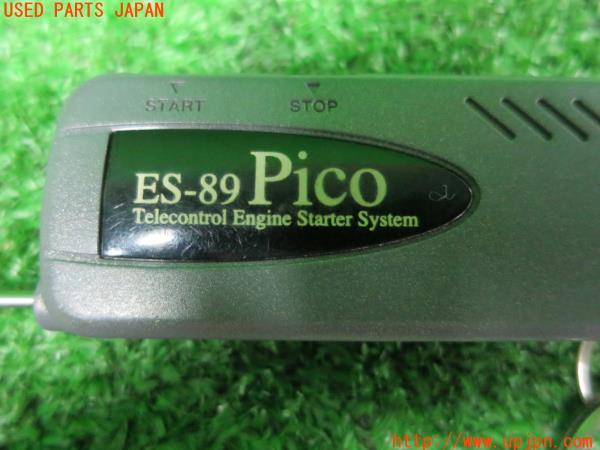 USED PARTS JAPAN
START STOP
ES-89 Pico
Telecontrol Engine Starter System
http://www.upjpn.com/